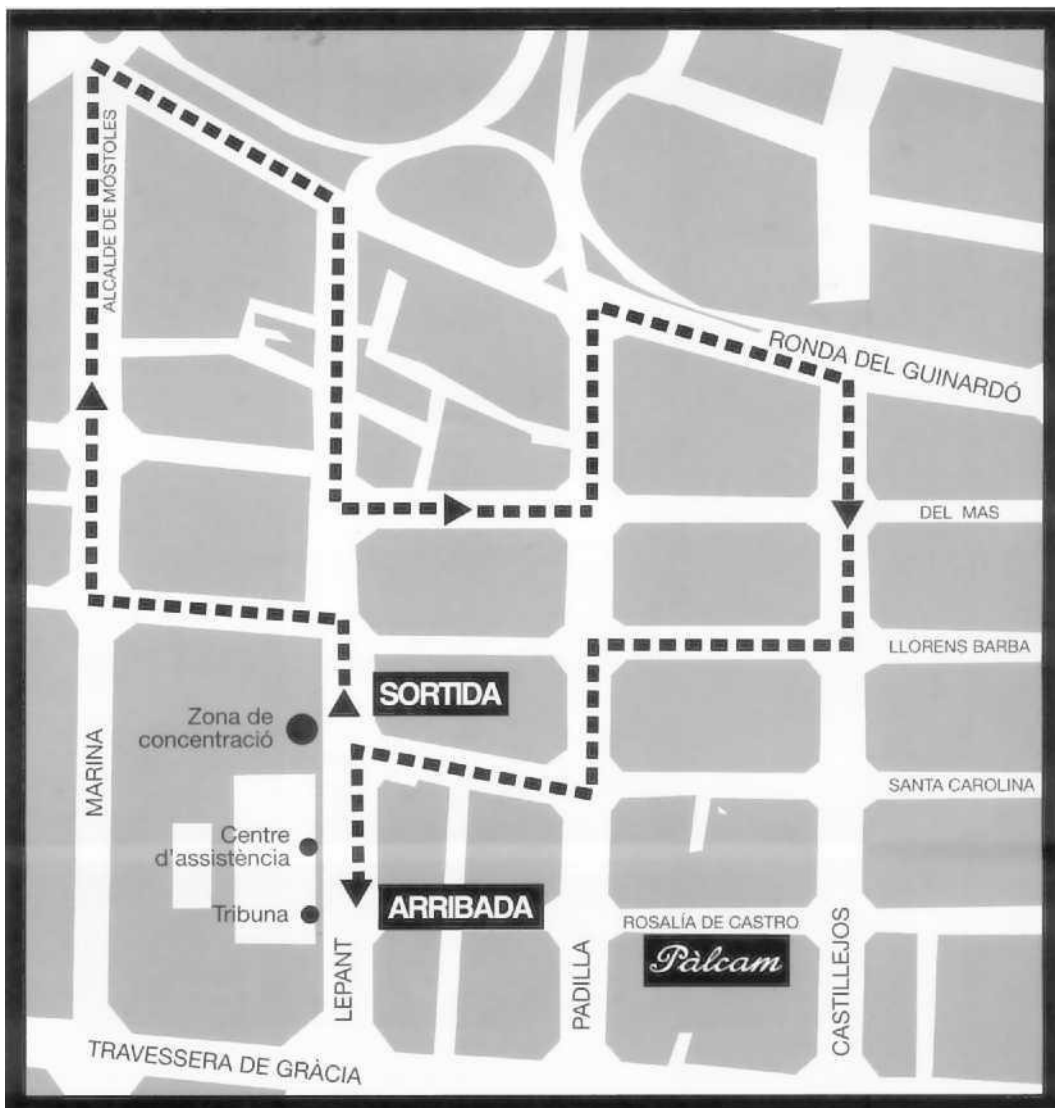 ALCALDE DE MÓSTOLES
RONDA DEL GUINARDÓ
DEL MAS
LLORENS BARBA
SORTIDA
Zona de
concentració
MARINA
SANTA CAROLINA
Centre
d'assistència
Tribuna
ARRIBADA
ROSALÍA DE CASTRO
Pàlcam
LEPANT
PADILLA
CASTILLEJOS
TRAVESSERA DE GRÀCIA